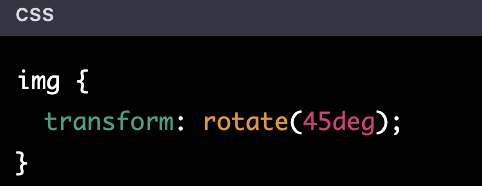 css
img {
  transform: rotate(45deg);
}